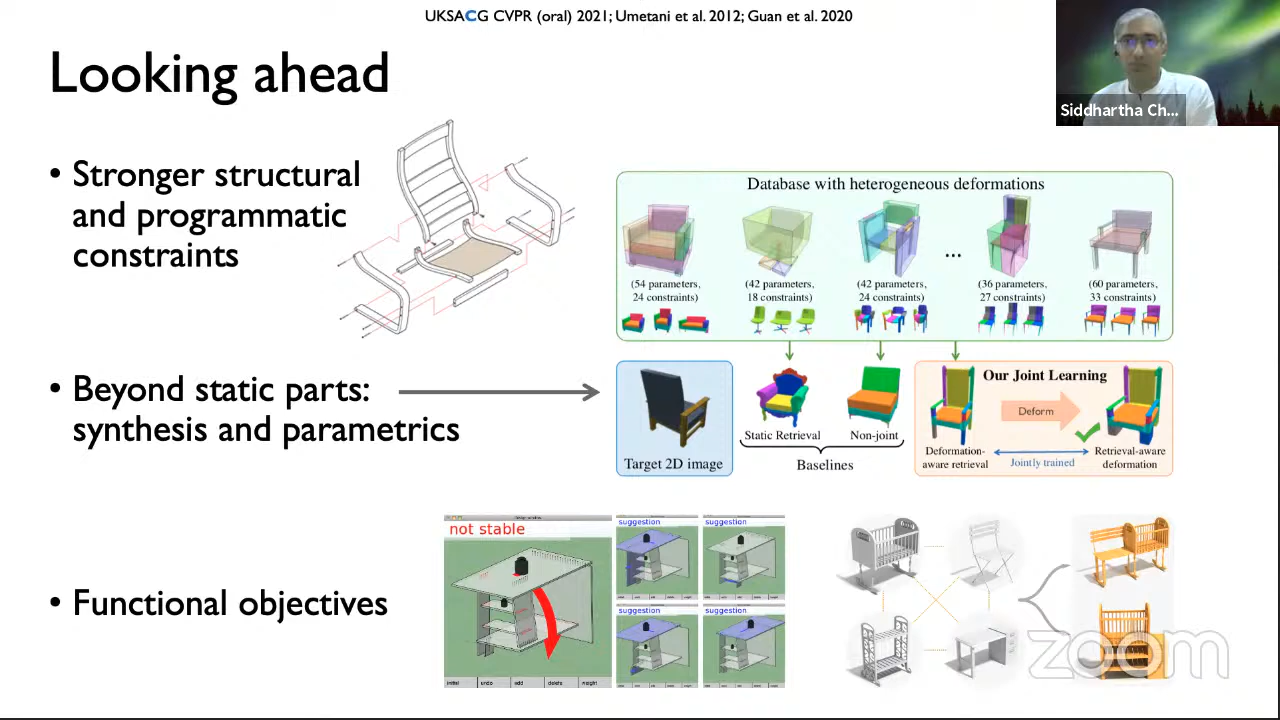 UKSACG CVPR (oral) 2021; Umetani et al. 2012; Guan et al. 2020
Looking ahead
Siddhartha Ch...
• Stronger structural
and programmatic
constraints
Database with heterogeneous deformations
(54 parameters,
24 constraints)
(42 parameters,
18 constraints)
(42 parameters,
24 constraints)
...
(36 parameters,
27 constraints)
(60 parameters,
33 constraints)
• Beyond static parts:
synthesis and parametrics
Target 2D image
Static Retrieval
Non-joint
Baselines
Our Joint Learning
Deform
Deformation-
aware retrieval
Jointly trained
Retrieval-aware
deformation
• Functional objectives
not stable
suggestion
suggestion
suggestion
suggestion
initial undo add delete weight
zoom